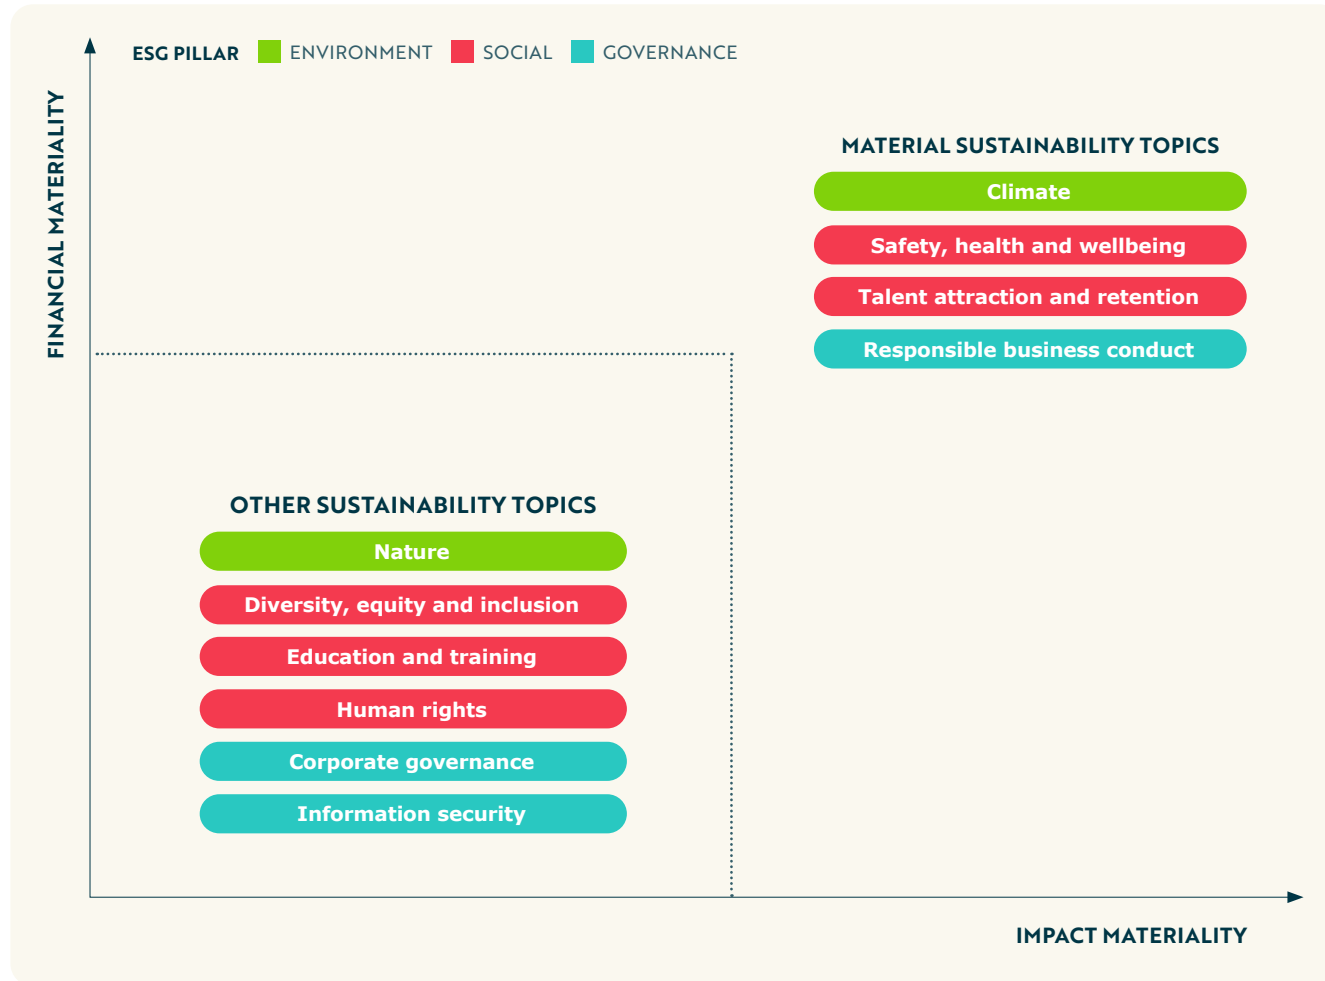 ESG PILLAR ENVIRONMENT SOCIAL GOVERNANCE
FINANCIAL MATERIALITY
MATERIAL SUSTAINABILITY TOPICS
Climate
Safety, health and wellbeing
Talent attraction and retention
Responsible business conduct
OTHER SUSTAINABILITY TOPICS
Nature
Diversity, equity and inclusion
Education and training
Human rights
Corporate governance
Information security
IMPACT MATERIALITY